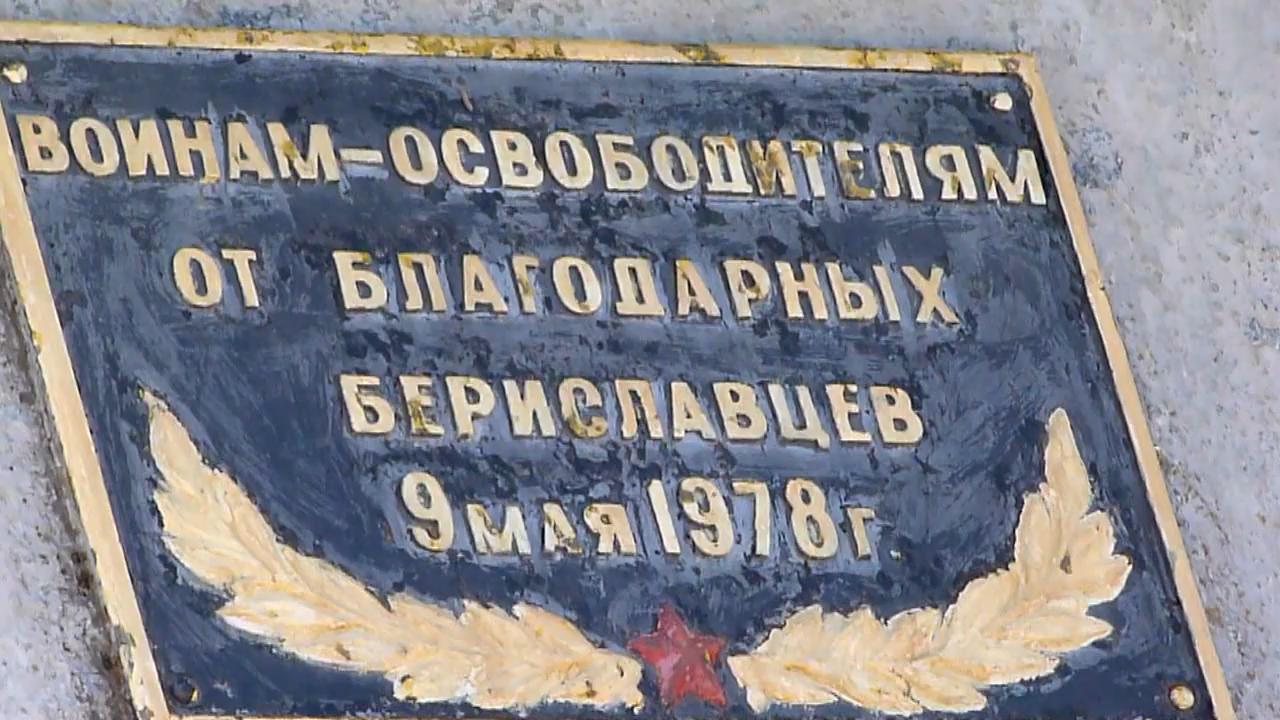 ВОИНАМ-ОСВОБОДИТЕЛЯМ
ОТ БЛАГОДАРНЫХ
БЕРИСЛАВЦЕВ
9 МАЯ 1978 г.